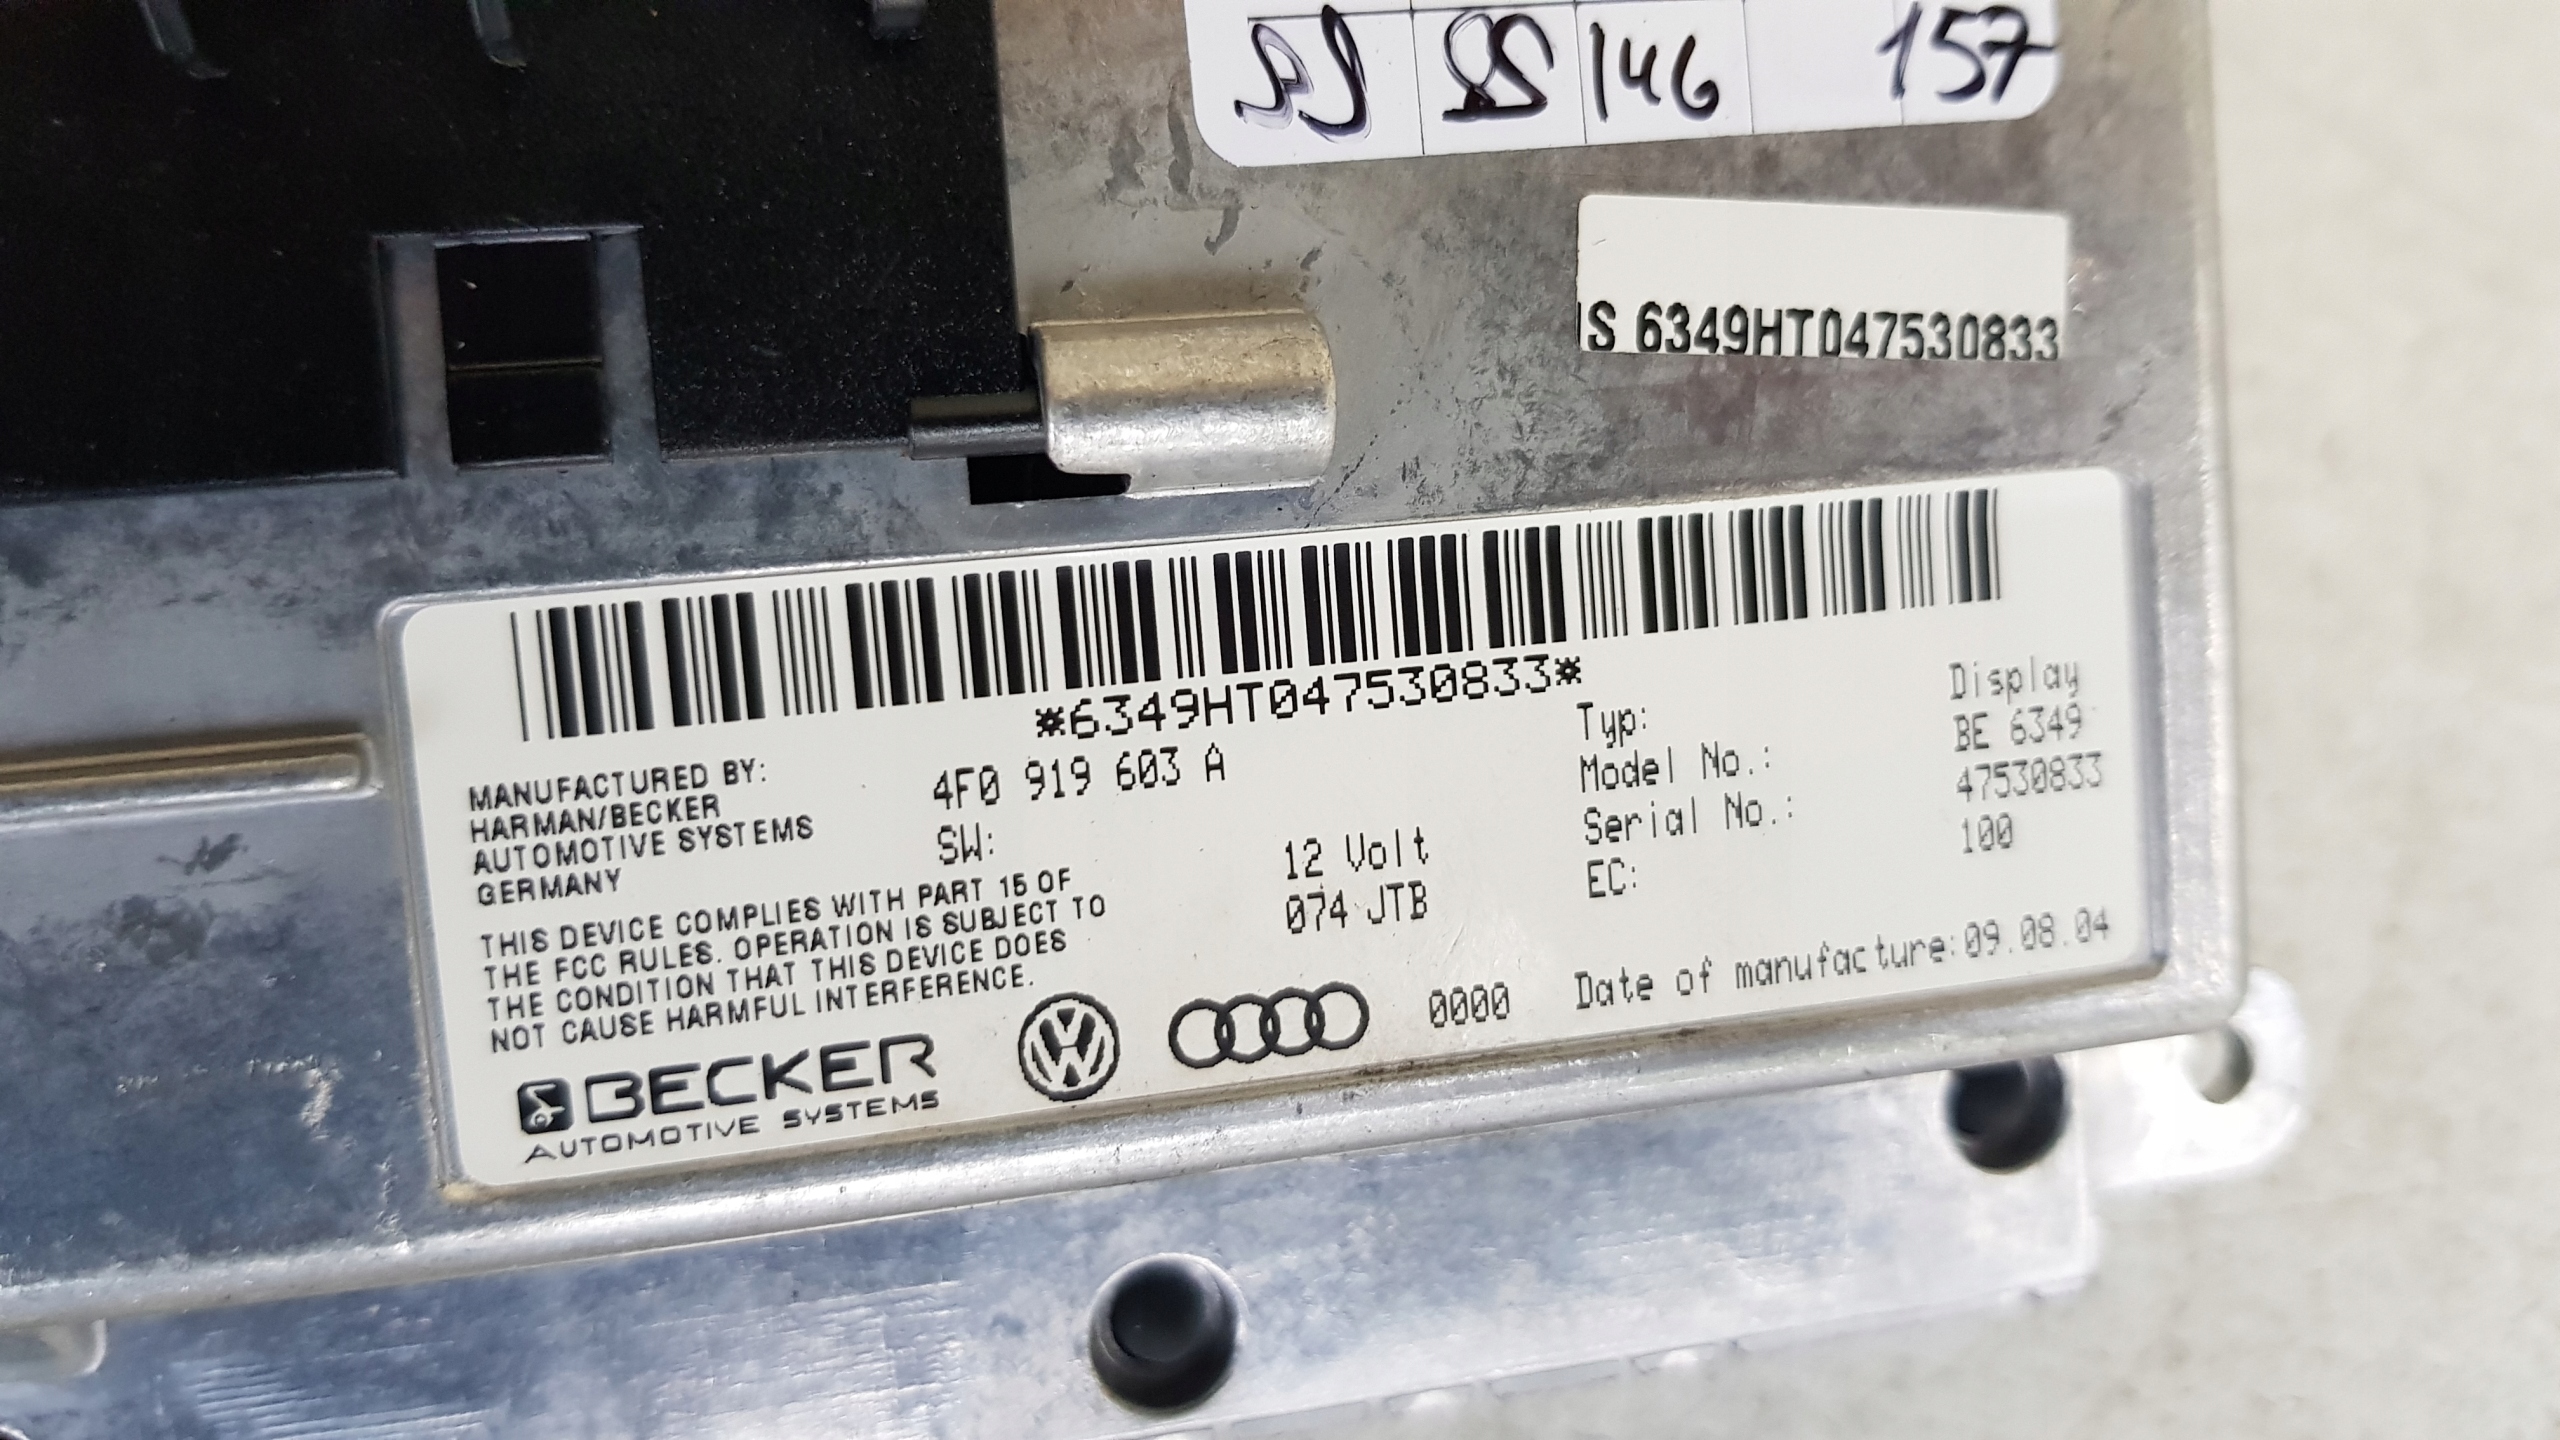 146 157
IS 6349HT047530833
*6349HT047530833*
MANUFACTURED BY:
HARMAN/BECKER
AUTOMOTIVE SYSTEMS
GERMANY
4F0 919 603 A
SW:
12 Volt
074 JTB
Typ: Display
Model No.: BE 6349
Serial No.: 47530833
EC: 100
THIS DEVICE COMPLIES WITH PART 15 OF
THE FCC RULES. OPERATION IS SUBJECT TO
THE CONDITION THAT THIS DEVICE DOES
NOT CAUSE HARMFUL INTERFERENCE.
0000
Date of manufacture:09.08.04
BECKER
AUTOMOTIVE SYSTEMS